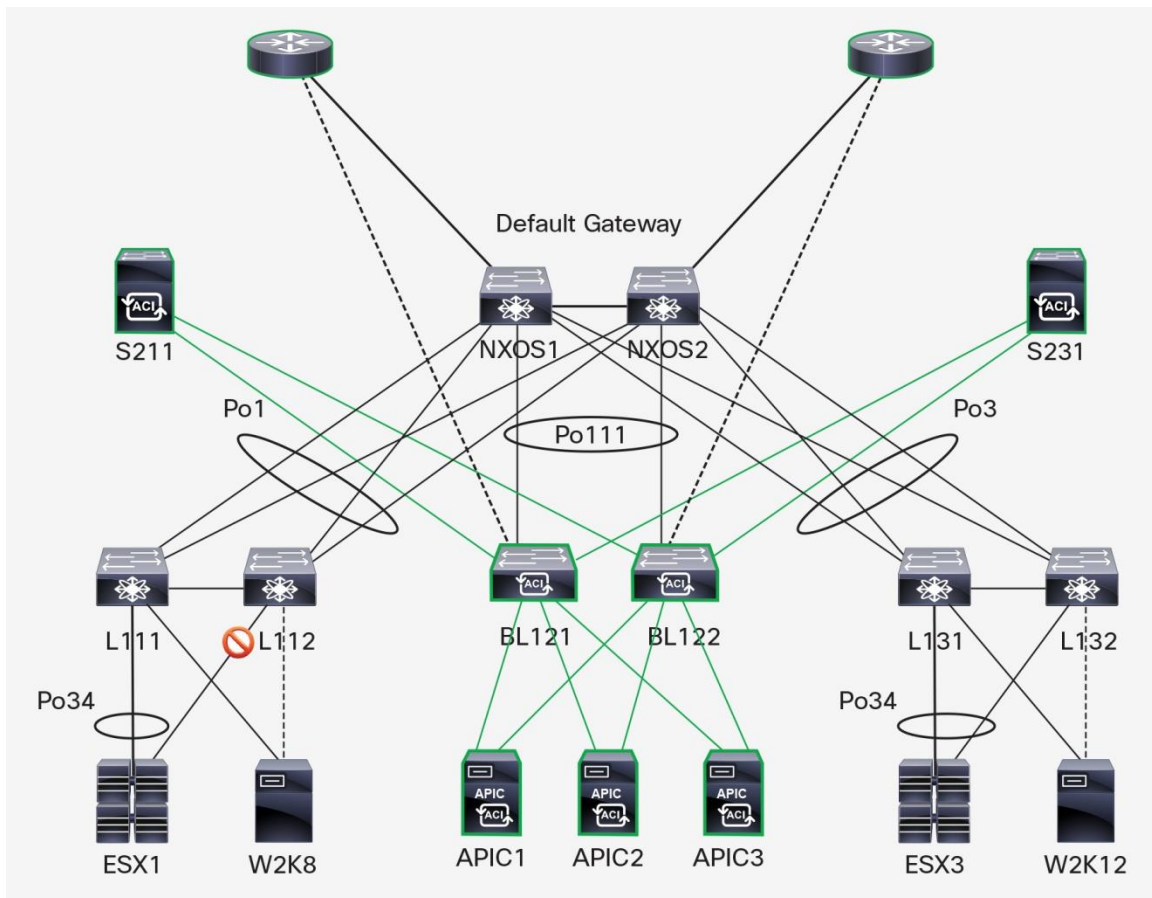 Default Gateway
ACI
S211
NXOS1
NXOS2
ACI
S231
Po1
Po111
Po3
L111
L112
ACI
BL121
ACI
BL122
L131
L132
Po34
Po34
ESX1
W2K8
APIC
ACI
APIC1
APIC
ACI
APIC2
APIC
ACI
APIC3
ESX3
W2K12